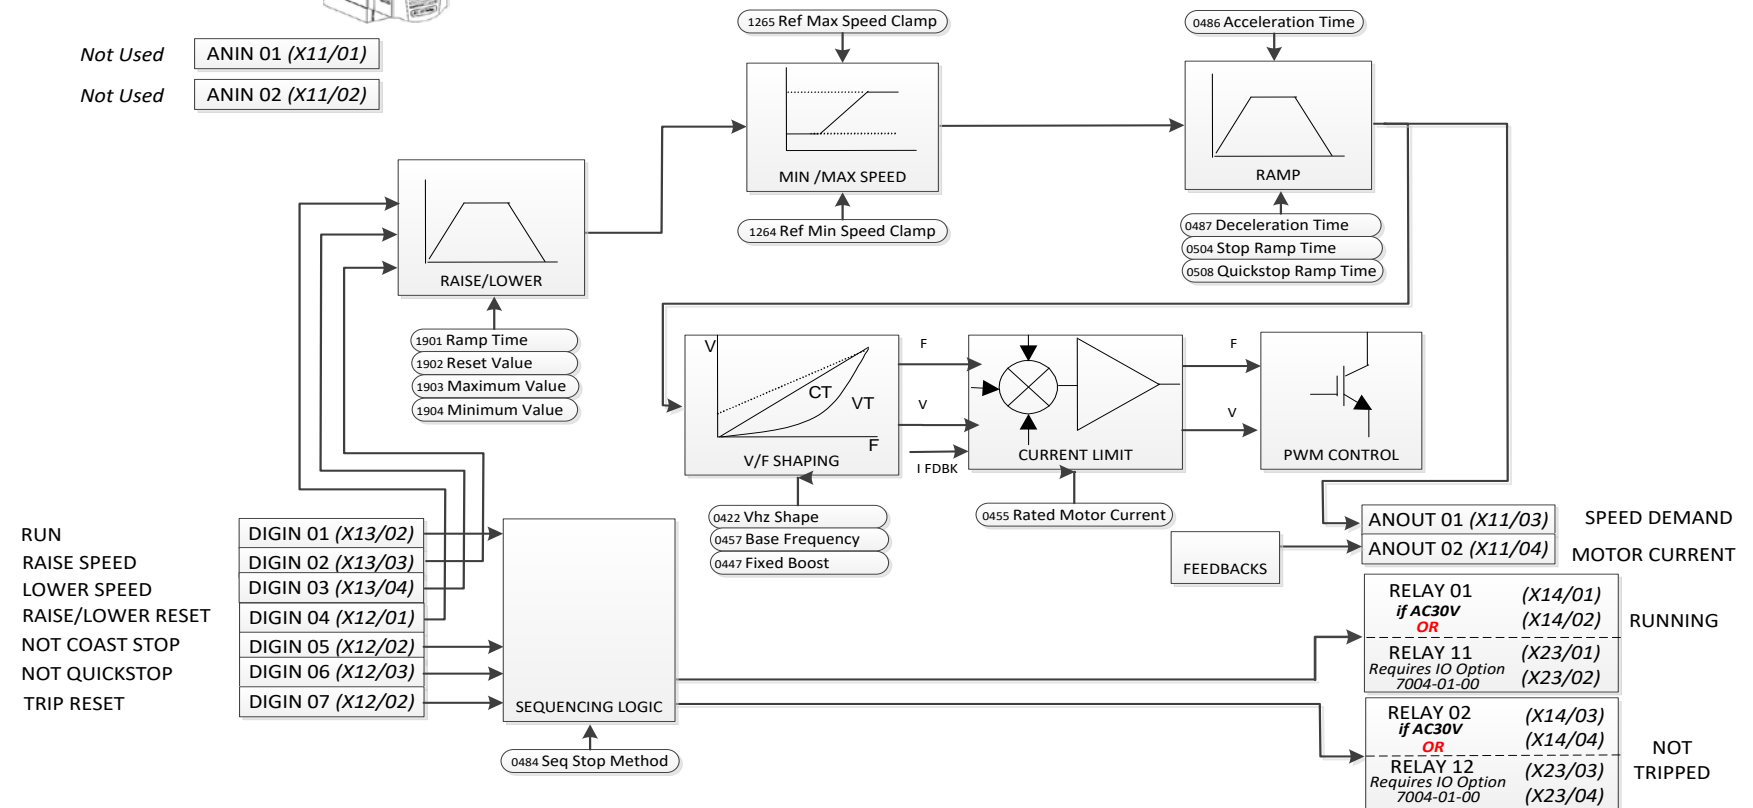 1265 Ref Max Speed Clamp
0486 Acceleration Time
Not Used ANIN 01 (X11/01)
Not Used ANIN 02 (X11/02)
MIN /MAX SPEED
RAMP
1264 Ref Min Speed Clamp
0487 Deceleration Time
0504 Stop Ramp Time
0508 Quickstop Ramp Time
RAISE/LOWER
1901 Ramp Time
1902 Reset Value
1903 Maximum Value
1904 Minimum Value
V
CT
VT
F
V/F SHAPING
F
V
I FDBK
CURRENT LIMIT
F
V
PWM CONTROL
0422 Vhz Shape
0457 Base Frequency
0447 Fixed Boost
0455 Rated Motor Current
RUN DIGIN 01 (X13/02)
RAISE SPEED DIGIN 02 (X13/03)
LOWER SPEED DIGIN 03 (X13/04)
RAISE/LOWER RESET DIGIN 04 (X12/01)
NOT COAST STOP DIGIN 05 (X12/02)
NOT QUICKSTOP DIGIN 06 (X12/03)
TRIP RESET DIGIN 07 (X12/02)
SEQUENCING LOGIC
0484 Seq Stop Method
FEEDBACKS
ANOUT 01 (X11/03) SPEED DEMAND
ANOUT 02 (X11/04) MOTOR CURRENT
RELAY 01 (X14/01)
if AC30V (X14/02)
OR
RUNNING
RELAY 11 (X23/01)
Requires IO Option (X23/02)
7004-01-00
RELAY 02 (X14/03)
if AC30V (X14/04)
OR
NOT
TRIPPED
RELAY 12 (X23/03)
Requires IO Option (X23/04)
7004-01-00